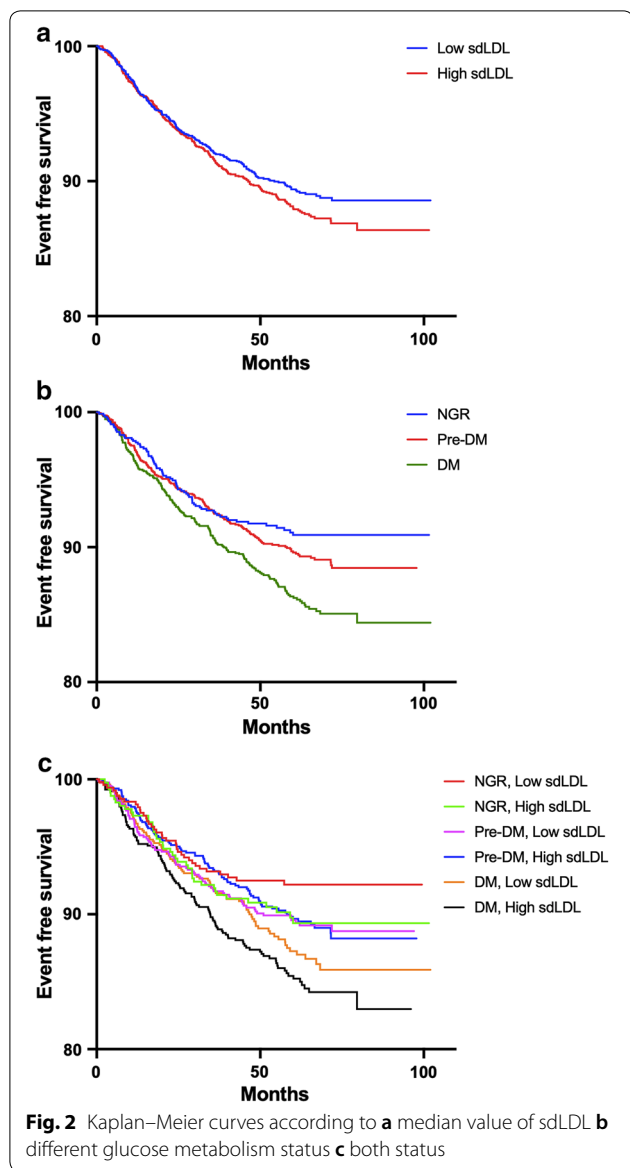 a
100
90
80
Event free survival
0
50
100
Months
Low sdLDL
High sdLDL
b
100
90
80
Event free survival
0
50
100
Months
NGR
Pre-DM
DM
c
100
90
80
Event free survival
0
50
100
Months
NGR, Low sdLDL
NGR, High sdLDL
Pre-DM, Low sdLDL
Pre-DM, High sdLDL
DM, Low sdLDL
DM, High sdLDL
Fig. 2 Kaplan–Meier curves according to a median value of sdLDL b
different glucose metabolism status c both status